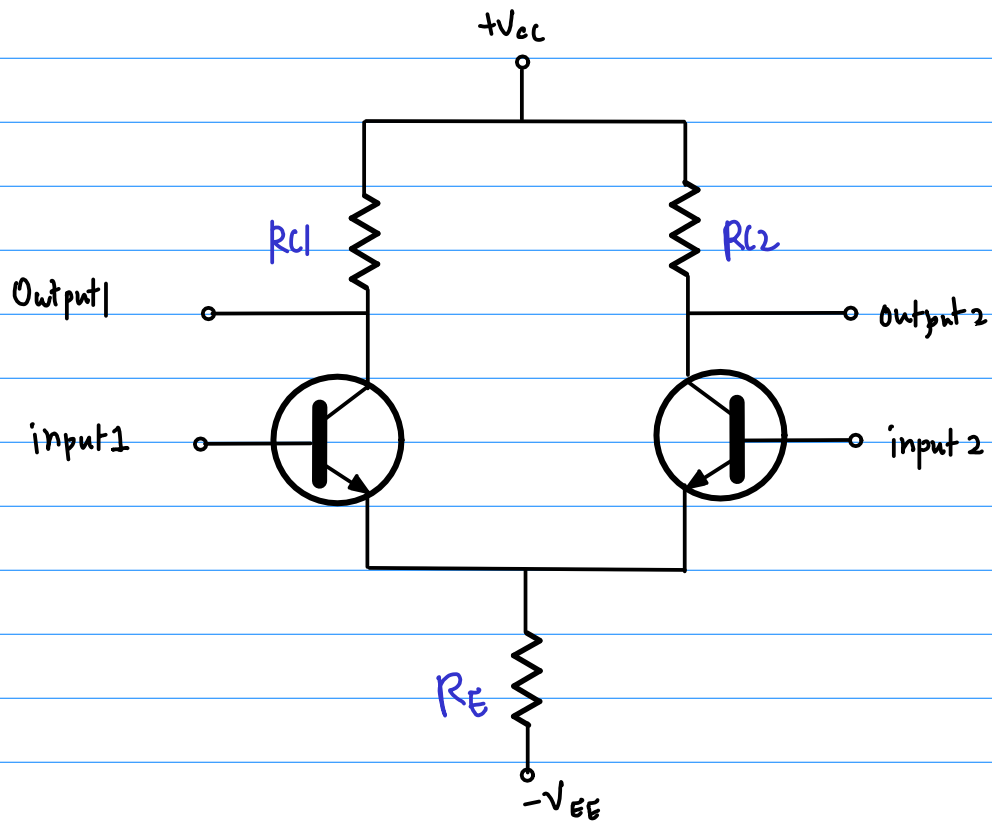 +Vcc
RC1
RC2
Output1
output2
input1
input2
RE
-VEE